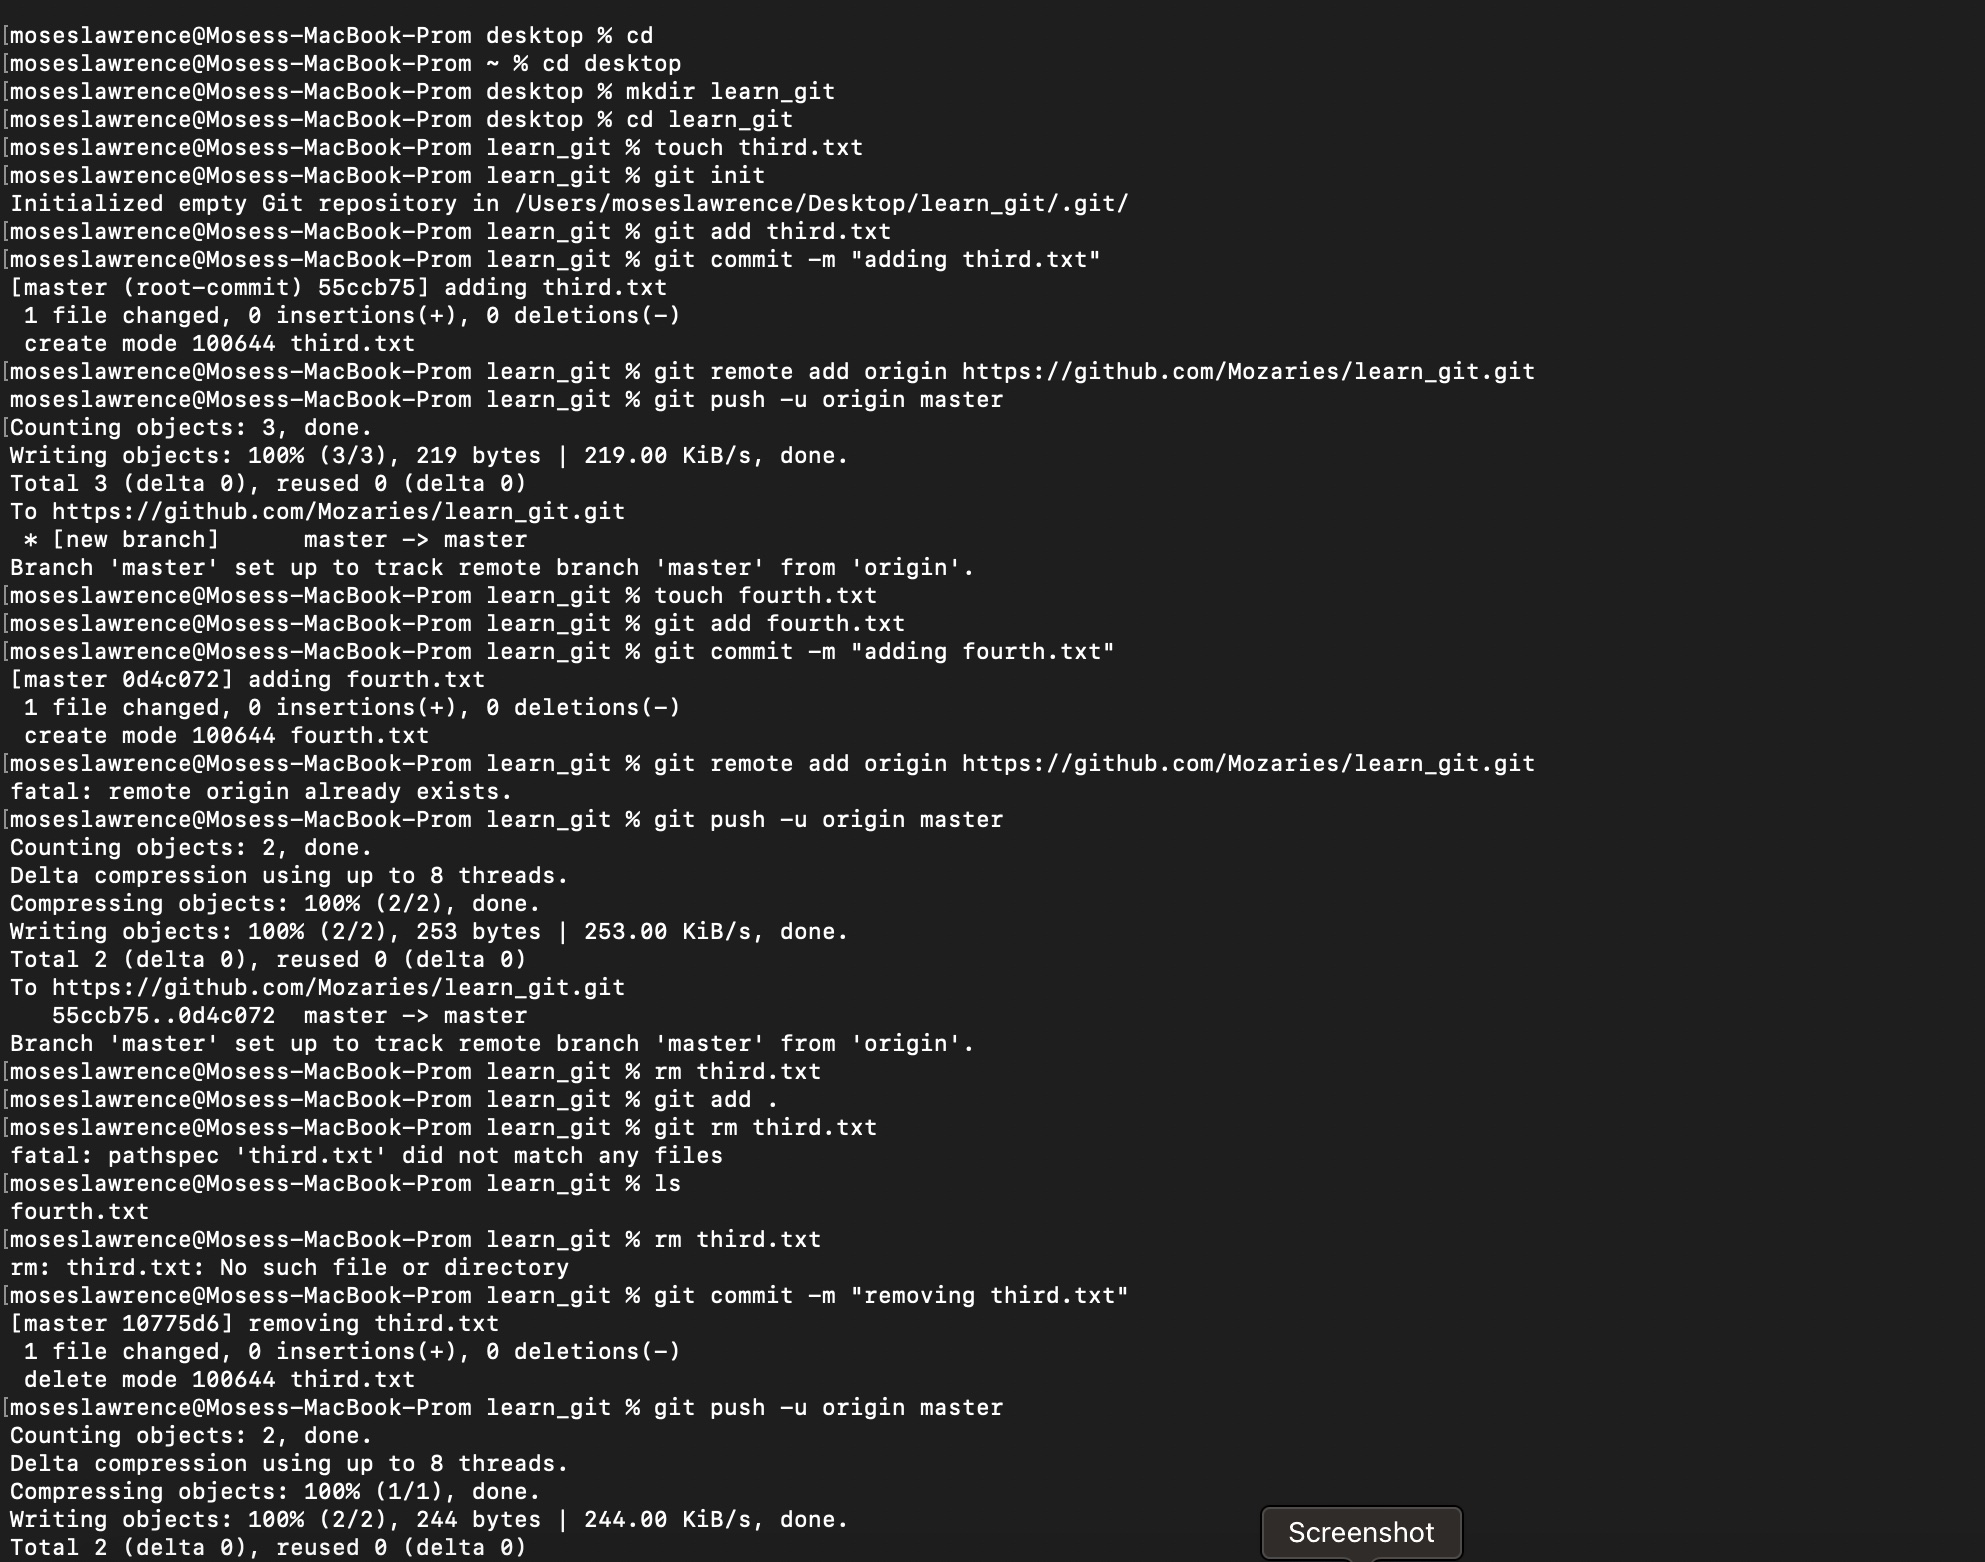 [moseslawrence@Mosess-MacBook-Prom desktop % cd
[moseslawrence@Mosess-MacBook-Prom ~ % cd desktop
[moseslawrence@Mosess-MacBook-Prom desktop % mkdir learn_git
[moseslawrence@Mosess-MacBook-Prom desktop % cd learn_git
[moseslawrence@Mosess-MacBook-Prom learn_git % touch third.txt
[moseslawrence@Mosess-MacBook-Prom learn_git % git init
Initialized empty Git repository in /Users/moseslawrence/Desktop/learn_git/.git/
[moseslawrence@Mosess-MacBook-Prom learn_git % git add third.txt
[moseslawrence@Mosess-MacBook-Prom learn_git % git commit -m "adding third.txt"
[master (root-commit) 55ccb75] adding third.txt
 1 file changed, 0 insertions(+), 0 deletions(-)
 create mode 100644 third.txt
[moseslawrence@Mosess-MacBook-Prom learn_git % git remote add origin https://github.com/Mozaries/learn_git.git
moseslawrence@Mosess-MacBook-Prom learn_git % git push -u origin master
[Counting objects: 3, done.
Writing objects: 100% (3/3), 219 bytes | 219.00 KiB/s, done.
Total 3 (delta 0), reused 0 (delta 0)
To https://github.com/Mozaries/learn_git.git
 * [new branch]      master -> master
Branch 'master' set up to track remote branch 'master' from 'origin'.
[moseslawrence@Mosess-MacBook-Prom learn_git % touch fourth.txt
[moseslawrence@Mosess-MacBook-Prom learn_git % git add fourth.txt
[moseslawrence@Mosess-MacBook-Prom learn_git % git commit -m "adding fourth.txt"
[master 0d4c072] adding fourth.txt
 1 file changed, 0 insertions(+), 0 deletions(-)
 create mode 100644 fourth.txt
[moseslawrence@Mosess-MacBook-Prom learn_git % git remote add origin https://github.com/Mozaries/learn_git.git
fatal: remote origin already exists.
[moseslawrence@Mosess-MacBook-Prom learn_git % git push -u origin master
Counting objects: 2, done.
Delta compression using up to 8 threads.
Compressing objects: 100% (2/2), done.
Writing objects: 100% (2/2), 253 bytes | 253.00 KiB/s, done.
Total 2 (delta 0), reused 0 (delta 0)
To https://github.com/Mozaries/learn_git.git
   55ccb75..0d4c072  master -> master
Branch 'master' set up to track remote branch 'master' from 'origin'.
[moseslawrence@Mosess-MacBook-Prom learn_git % rm third.txt
[moseslawrence@Mosess-MacBook-Prom learn_git % git add .
[moseslawrence@Mosess-MacBook-Prom learn_git % git rm third.txt
fatal: pathspec 'third.txt' did not match any files
[moseslawrence@Mosess-MacBook-Prom learn_git % ls
fourth.txt
[moseslawrence@Mosess-MacBook-Prom learn_git % rm third.txt
rm: third.txt: No such file or directory
[moseslawrence@Mosess-MacBook-Prom learn_git % git commit -m "removing third.txt"
[master 10775d6] removing third.txt
 1 file changed, 0 insertions(+), 0 deletions(-)
 delete mode 100644 third.txt
[moseslawrence@Mosess-MacBook-Prom learn_git % git push -u origin master
Counting objects: 2, done.
Delta compression using up to 8 threads.
Compressing objects: 100% (1/1), done.
Writing objects: 100% (2/2), 244 bytes | 244.00 KiB/s, done.
Total 2 (delta 0), reused 0 (delta 0)
Screenshot